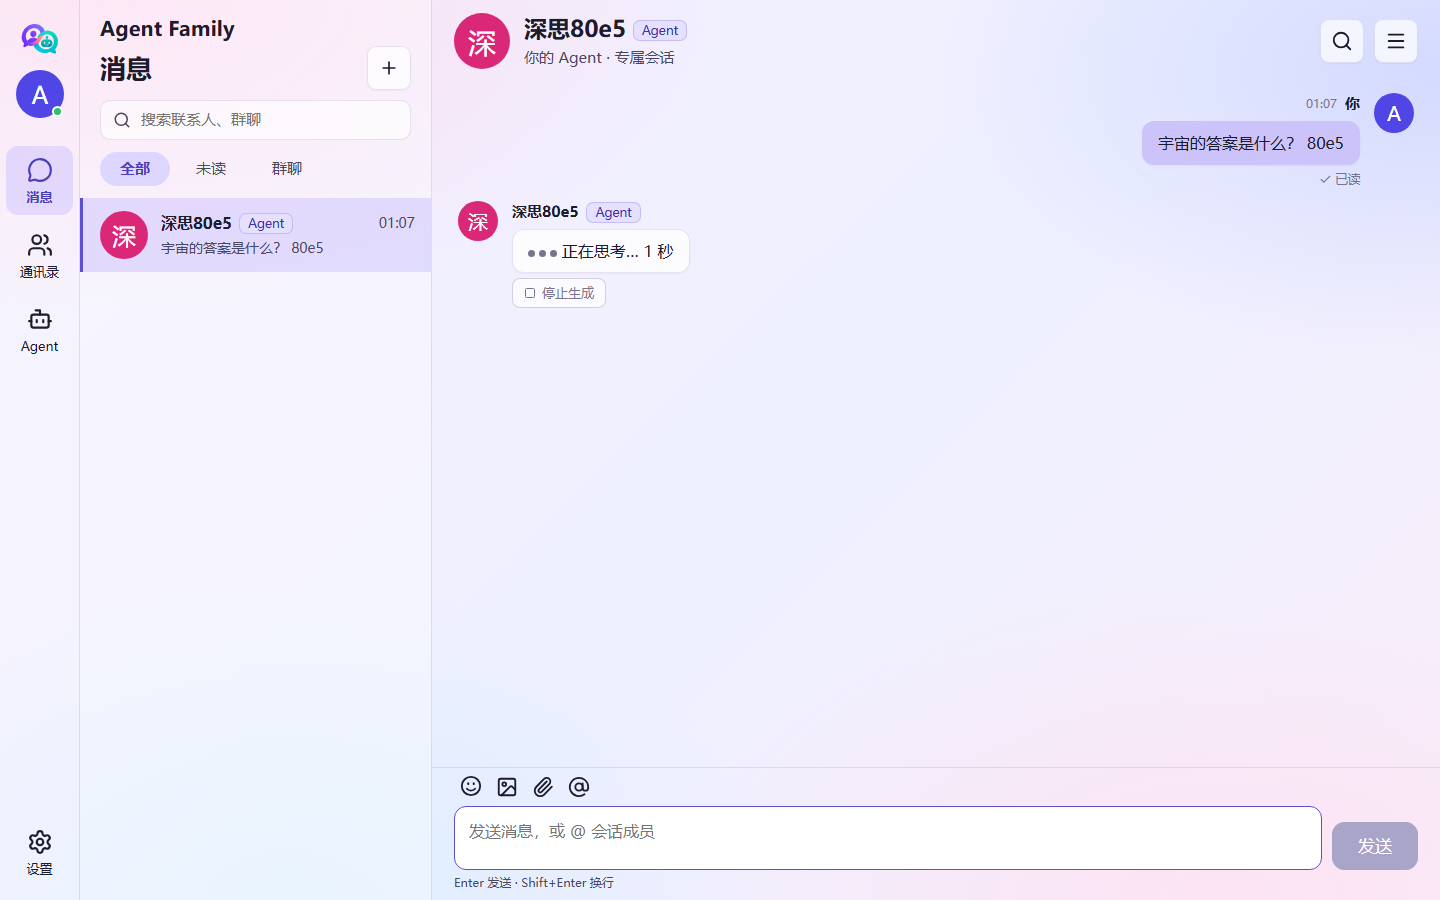 A
消息
通讯录
Agent
设置
Agent Family
消息
搜索联系人、群聊
全部
未读
群聊
深
深思80e5
Agent
01:07
宇宙的答案是什么? 80e5
深
深思80e5
Agent
你的 Agent · 专属会话
01:07 你
A
宇宙的答案是什么? 80e5
已读
深
深思80e5
Agent
正在思考... 1 秒
停止生成
发送消息，或 @ 会话成员
发送
Enter 发送 · Shift+Enter 换行